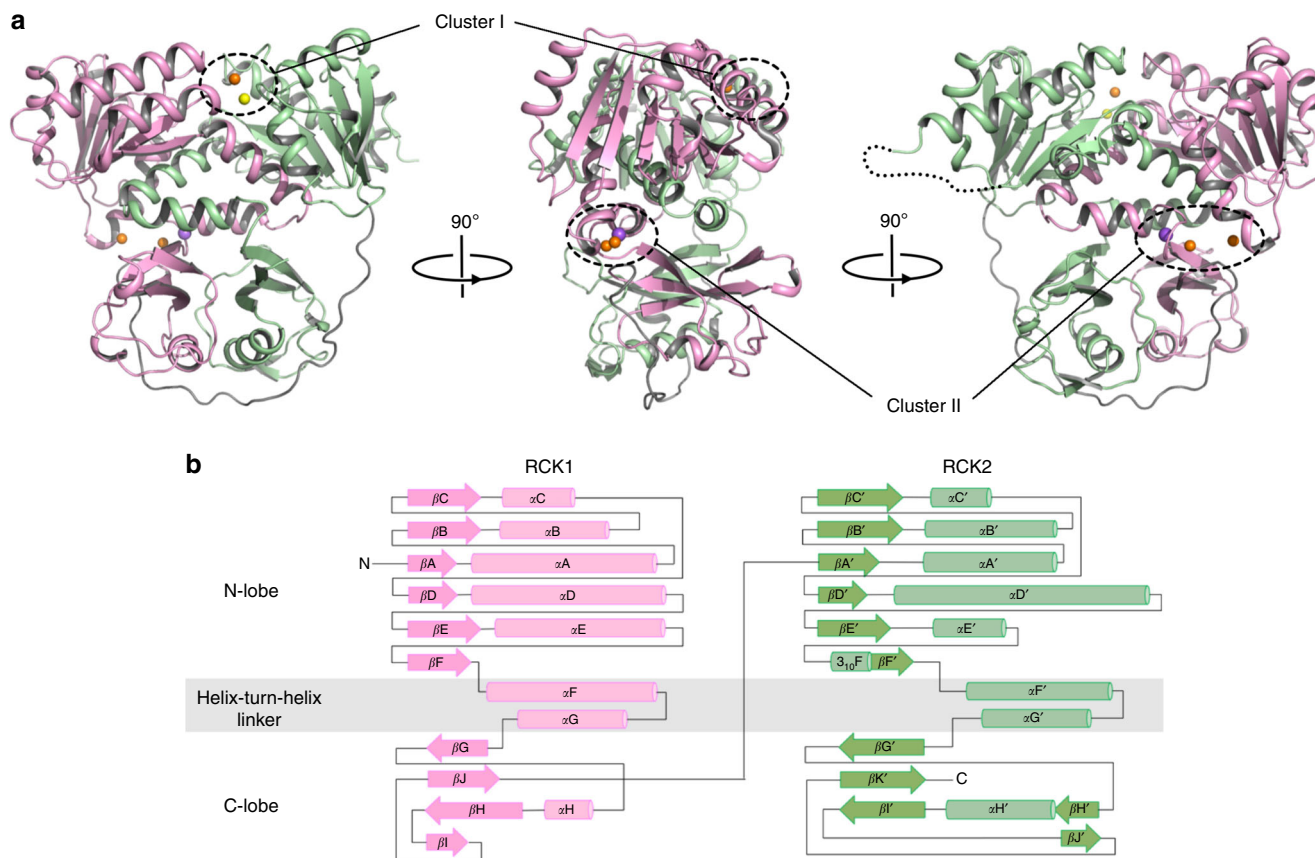 a
Cluster I
90°
90°
Cluster II
b
RCK1
RCK2
βC
αC
βC′
αC′
βB
αB
βB′
αB′
N
βA
αA
βA′
αA′
N-lobe
βD
αD
βD′
αD′
βE
αE
βE′
αE′
βF
3₁₀F
βF′
Helix-turn-helix
linker
αF
αF′
αG
αG′
βG
βG′
βJ
βK′
C
C-lobe
βH
αH
βI′
αH′
βH′
βI
βJ′